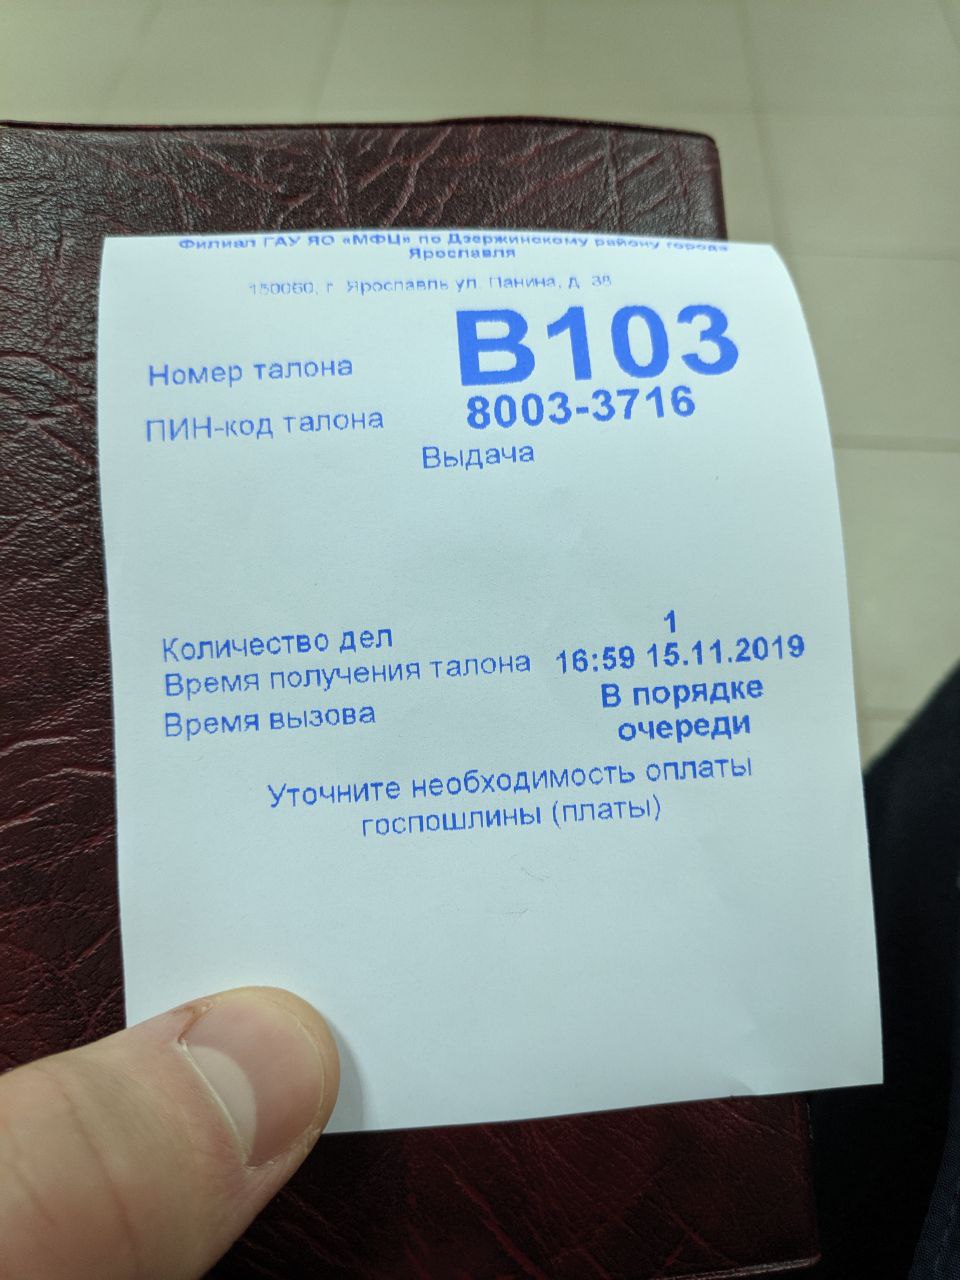 Филиал ГАУ ЯО «МФЦ» по Дзержинскому району города
Ярославля
150060, г. Ярославль ул. Панина, д. 38
Номер талона B103
ПИН-код талона 8003-3716
Выдача
Количество дел 1
Время получения талона 16:59 15.11.2019
Время вызова В порядке
очереди
Уточните необходимость оплаты
госпошлины (платы)